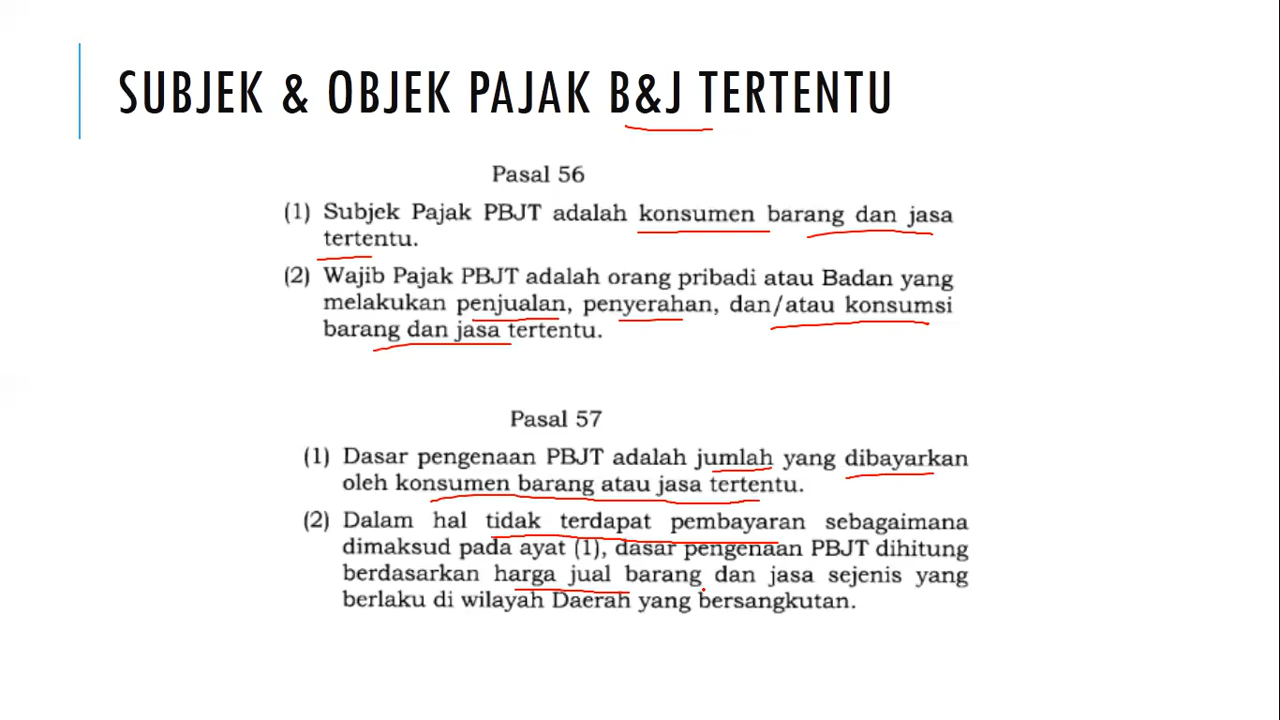 SUBJEK & OBJEK PAJAK B&J TERTENTU
Pasal 56
(1) Subjek Pajak PBJT adalah konsumen barang dan jasa
tertentu.
(2) Wajib Pajak PBJT adalah orang pribadi atau Badan yang
melakukan penjualan, penyerahan, dan/atau konsumsi
barang dan jasa tertentu.
Pasal 57
(1) Dasar pengenaan PBJT adalah jumlah yang dibayarkan
oleh konsumen barang atau jasa tertentu.
(2) Dalam hal tidak terdapat pembayaran sebagaimana
dimaksud pada ayat (1), dasar pengenaan PBJT dihitung
berdasarkan harga jual barang dan jasa sejenis yang
berlaku di wilayah Daerah yang bersangkutan.